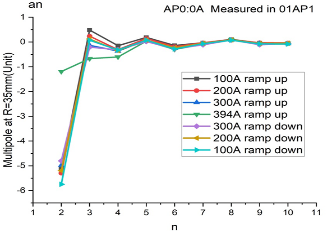 an
AP0:0A Measured in 01AP1
1
0
-1
-2
-3
-4
-5
-6
Multipole at R=35mm(Unit)
100A ramp up
200A ramp up
300A ramp up
394A ramp up
300A ramp down
200A ramp down
100A ramp down
1 2 3 4 5 6 7 8 9 10 11
n